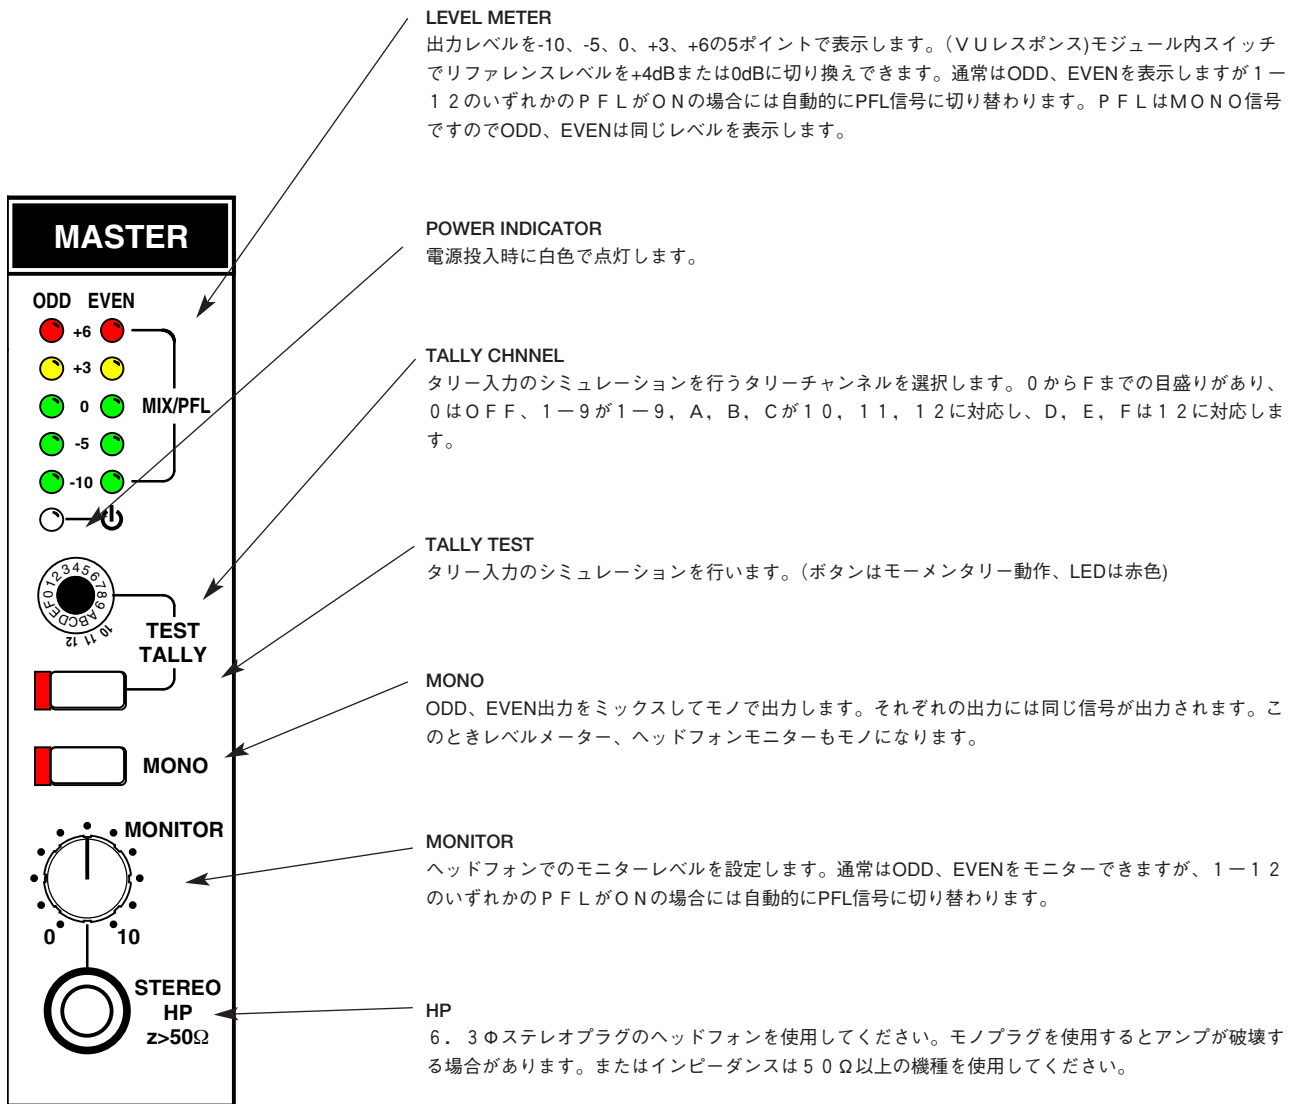 LEVEL METER
出力レベルを-10、-5、0、+3、+6の5ポイントで表示します。（ＶＵレスポンス)モジュール内スイッチ
でリファレンスレベルを+4dBまたは0dBに切り換えできます。通常はODD、EVENを表示しますが１－
１２のいずれかのＰＦＬがＯＮの場合には自動的にPFL信号に切り替わります。ＰＦＬはＭＯＮＯ信号
ですのでODD、EVENは同じレベルを表示します。
POWER INDICATOR
電源投入時に白色で点灯します。
TALLY CHNNEL
タリー入力のシミュレーションを行うタリーチャンネルを選択します。０からＦまでの目盛りがあり、
０はＯＦＦ、１－９が１－９，Ａ，Ｂ，Ｃが１０，１１，１２に対応し、Ｄ，Ｅ，Ｆは１２に対応しま
す。
TALLY TEST
タリー入力のシミュレーションを行います。（ボタンはモーメンタリー動作、LEDは赤色)
MONO
ODD、EVEN出力をミックスしてモノで出力します。それぞれの出力には同じ信号が出力されます。こ
のときレベルメーター、ヘッドフォンモニターもモノになります。
MONITOR
ヘッドフォンでのモニターレベルを設定します。通常はODD、EVENをモニターできますが、１－１２
のいずれかのＰＦＬがＯＮの場合には自動的にPFL信号に切り替わります。
HP
６．３Φステレオプラグのヘッドフォンを使用してください。モノプラグを使用するとアンプが破壊す
る場合があります。またはインピーダンスは５０Ω以上の機種を使用してください。
MASTER
ODD EVEN
+6
+3
0 MIX/PFL
-5
-10
0123456789ABCDEF
10 11 12
TEST
TALLY
MONO
MONITOR
0 10
STEREO
HP
z>50Ω